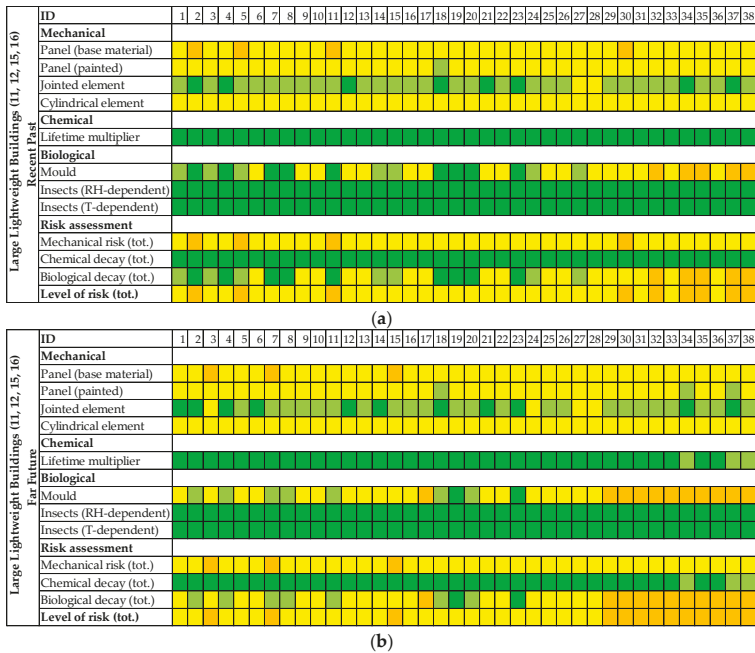 Large Lightweight Buildings (11, 12, 15, 16)
Recent Past
ID 1 2 3 4 5 6 7 8 9 10 11 12 13 14 15 16 17 18 19 20 21 22 23 24 25 26 27 28 29 30 31 32 33 34 35 36 37 38
Mechanical
Panel (base material)
Panel (painted)
Jointed element
Cylindrical element
Chemical
Lifetime multiplier
Biological
Mould
Insects (RH-dependent)
Insects (T-dependent)
Risk assessment
Mechanical risk (tot.)
Chemical decay (tot.)
Biological decay (tot.)
Level of risk (tot.)
(a)
Large Lightweight Buildings (11, 12, 15, 16)
Far Future
ID 1 2 3 4 5 6 7 8 9 10 11 12 13 14 15 16 17 18 19 20 21 22 23 24 25 26 27 28 29 30 31 32 33 34 35 36 37 38
Mechanical
Panel (base material)
Panel (painted)
Jointed element
Cylindrical element
Chemical
Lifetime multiplier
Biological
Mould
Insects (RH-dependent)
Insects (T-dependent)
Risk assessment
Mechanical risk (tot.)
Chemical decay (tot.)
Biological decay (tot.)
Level of risk (tot.)
(b)